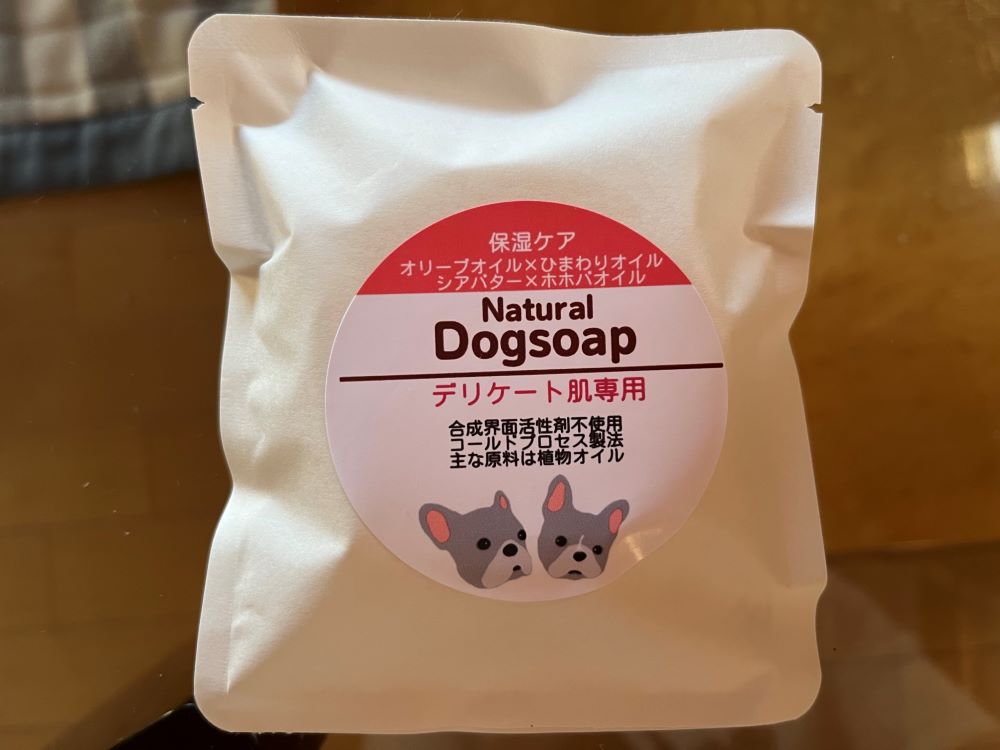 保湿ケア
オリーブオイル×ひまわりオイル
シアバター×ホホバオイル
Natural
Dogsoap
デリケート肌専用
合成界面活性剤不使用
コールドプロセス製法
主な原料は植物オイル